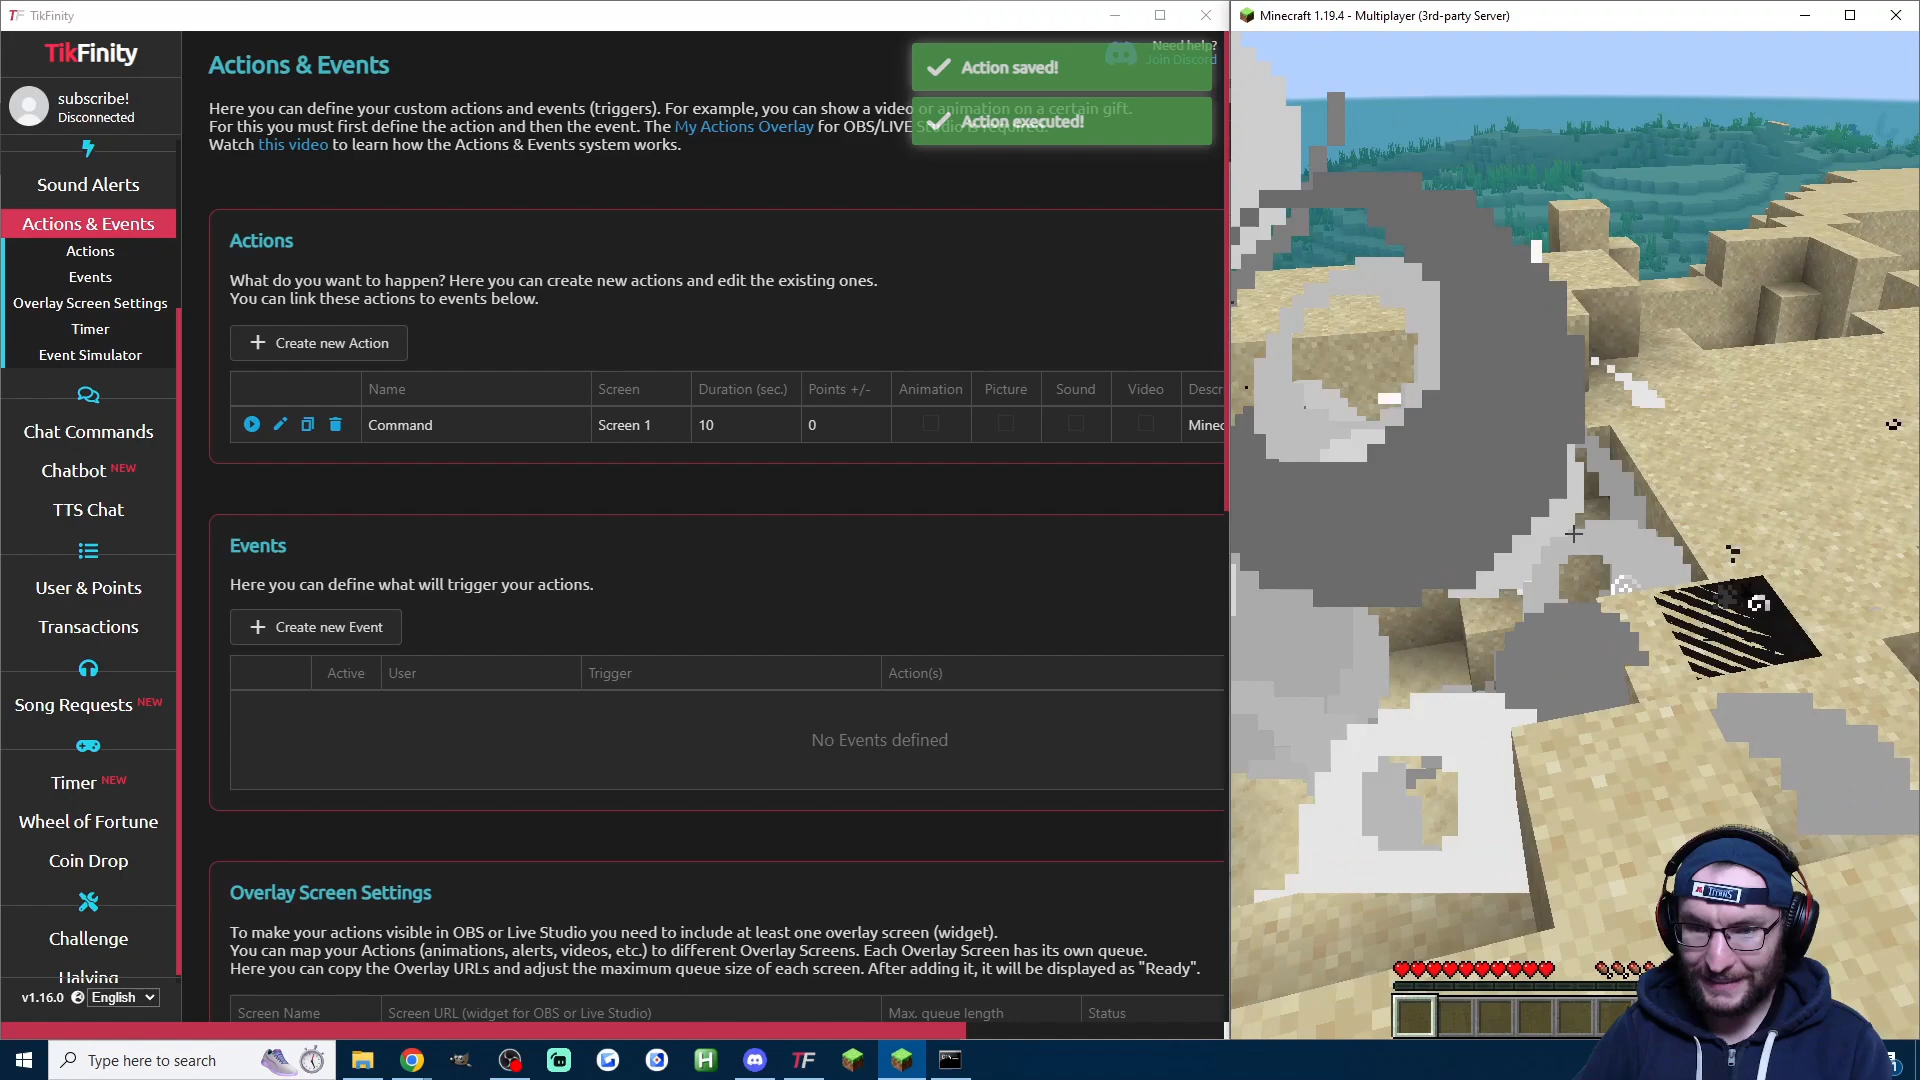 TF TikFinity
Minecraft 1.19.4 - Multiplayer (3rd-party Server)
TikFinity
subscribe!
Disconnected
Sound Alerts
Actions & Events
Actions
Events
Overlay Screen Settings
Timer
Event Simulator
Chat Commands
Chatbot NEW
TTS Chat
User & Points
Transactions
Song Requests NEW
Timer NEW
Wheel of Fortune
Coin Drop
Challenge
Halving
v1.16.0 English
Actions & Events
Need help?
Join Discord
Action saved!
Action executed!
Here you can define your custom actions and events (triggers). For example, you can show a video or animation on a certain gift.
For this you must first define the action and then the event. The My Actions Overlay for OBS/LIVE Studio is required.
Watch this video to learn how the Actions & Events system works.
Actions
What do you want to happen? Here you can create new actions and edit the existing ones.
You can link these actions to events below.
+ Create new Action
Name Screen Duration (sec.) Points +/- Animation Picture Sound Video Descr
Command Screen 1 10 0 Minec
Events
Here you can define what will trigger your actions.
+ Create new Event
Active User Trigger Action(s)
No Events defined
Overlay Screen Settings
To make your actions visible in OBS or Live Studio you need to include at least one overlay screen (widget).
You can map your Actions (animations, alerts, videos, etc.) to different Overlay Screens. Each Overlay Screen has its own queue.
Here you can copy the Overlay URLs and adjust the maximum queue size of each screen. After adding it, it will be displayed as "Ready".
Screen Name Screen URL (widget for OBS or Live Studio) Max. queue length Status
TITANS
Type here to search
H
TF